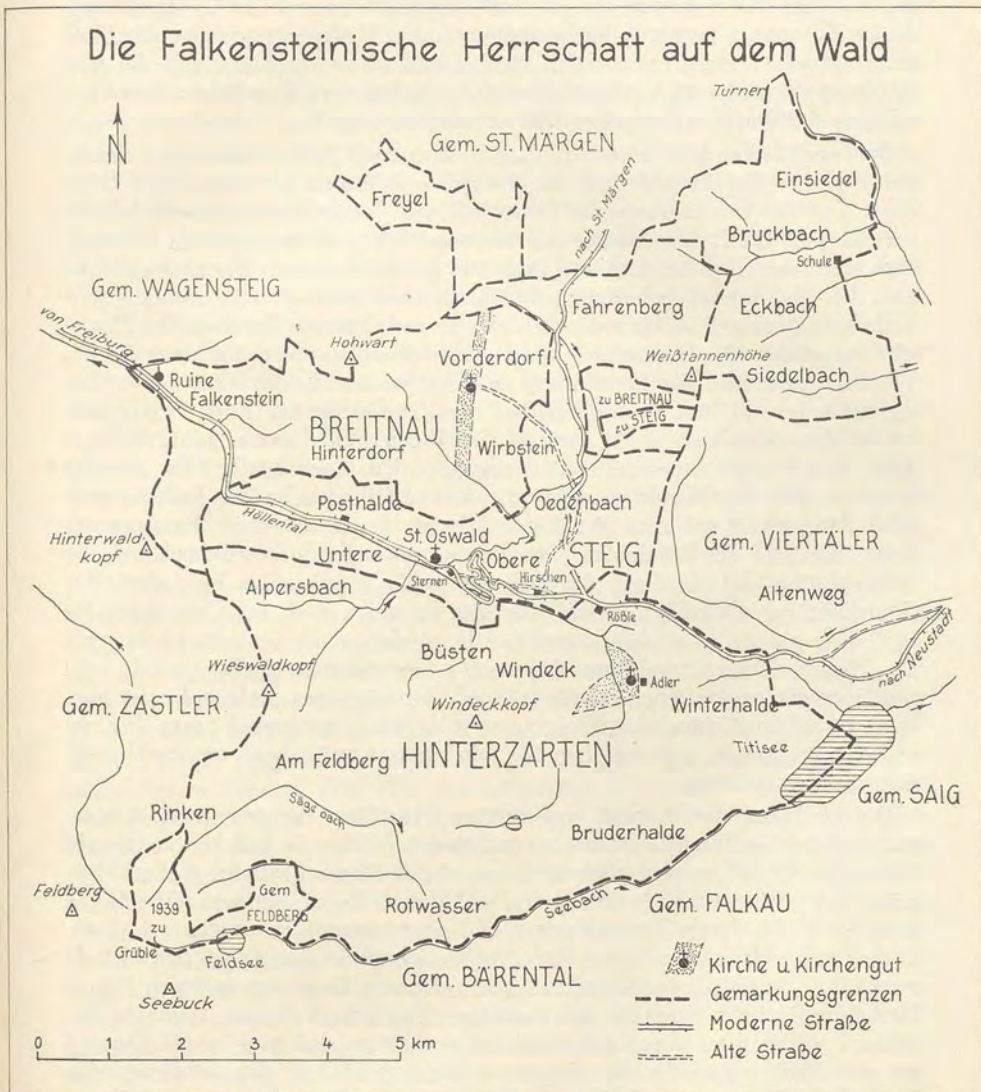 Die Falkensteinische Herrschaft auf dem Wald
Turner
N
Gem. ST. MÄRGEN
Einsiedel
Freyel
nach St. Märgen
Bruckbach
Schule
Gem. WAGENSTEIG
Fahrenberg
Eckbach
von Freiburg
Hohwart
Vorderdorf
Weißtannenhöhe
Ruine
Falkenstein
Siedelbach
zu BREITNAU
zu STEIG
BREITNAU
Hinterdorf
Wirbstein
Posthalde
Oedenbach
Höllental
St. Oswald
Hinterwald-
kopf
Untere
Obere
STEIG
Gem. VIERTÄLER
Alpersbach
Sternen
Hirschen
Rößle
Altenweg
Büsten
nach Neustadt
Wieswaldkopf
Windeck
Adler
Gem. ZASTLER
Windeckkopf
Winterhalde
Titisee
Am Feldberg
HINTERZARTEN
Gem. SAIG
Rinken
Säge
Bruderhalde
Feldberg
1939
zu
Gem
FELDBERG
Rotwasser
Seebach
Gem. FALKAU
Grüble
Feldsee
Gem. BÄRENTAL
Seebuck
Kirche u. Kirchengut
Gemarkungsgrenzen
Moderne Straße
Alte Straße
0 1 2 3 4 5 km